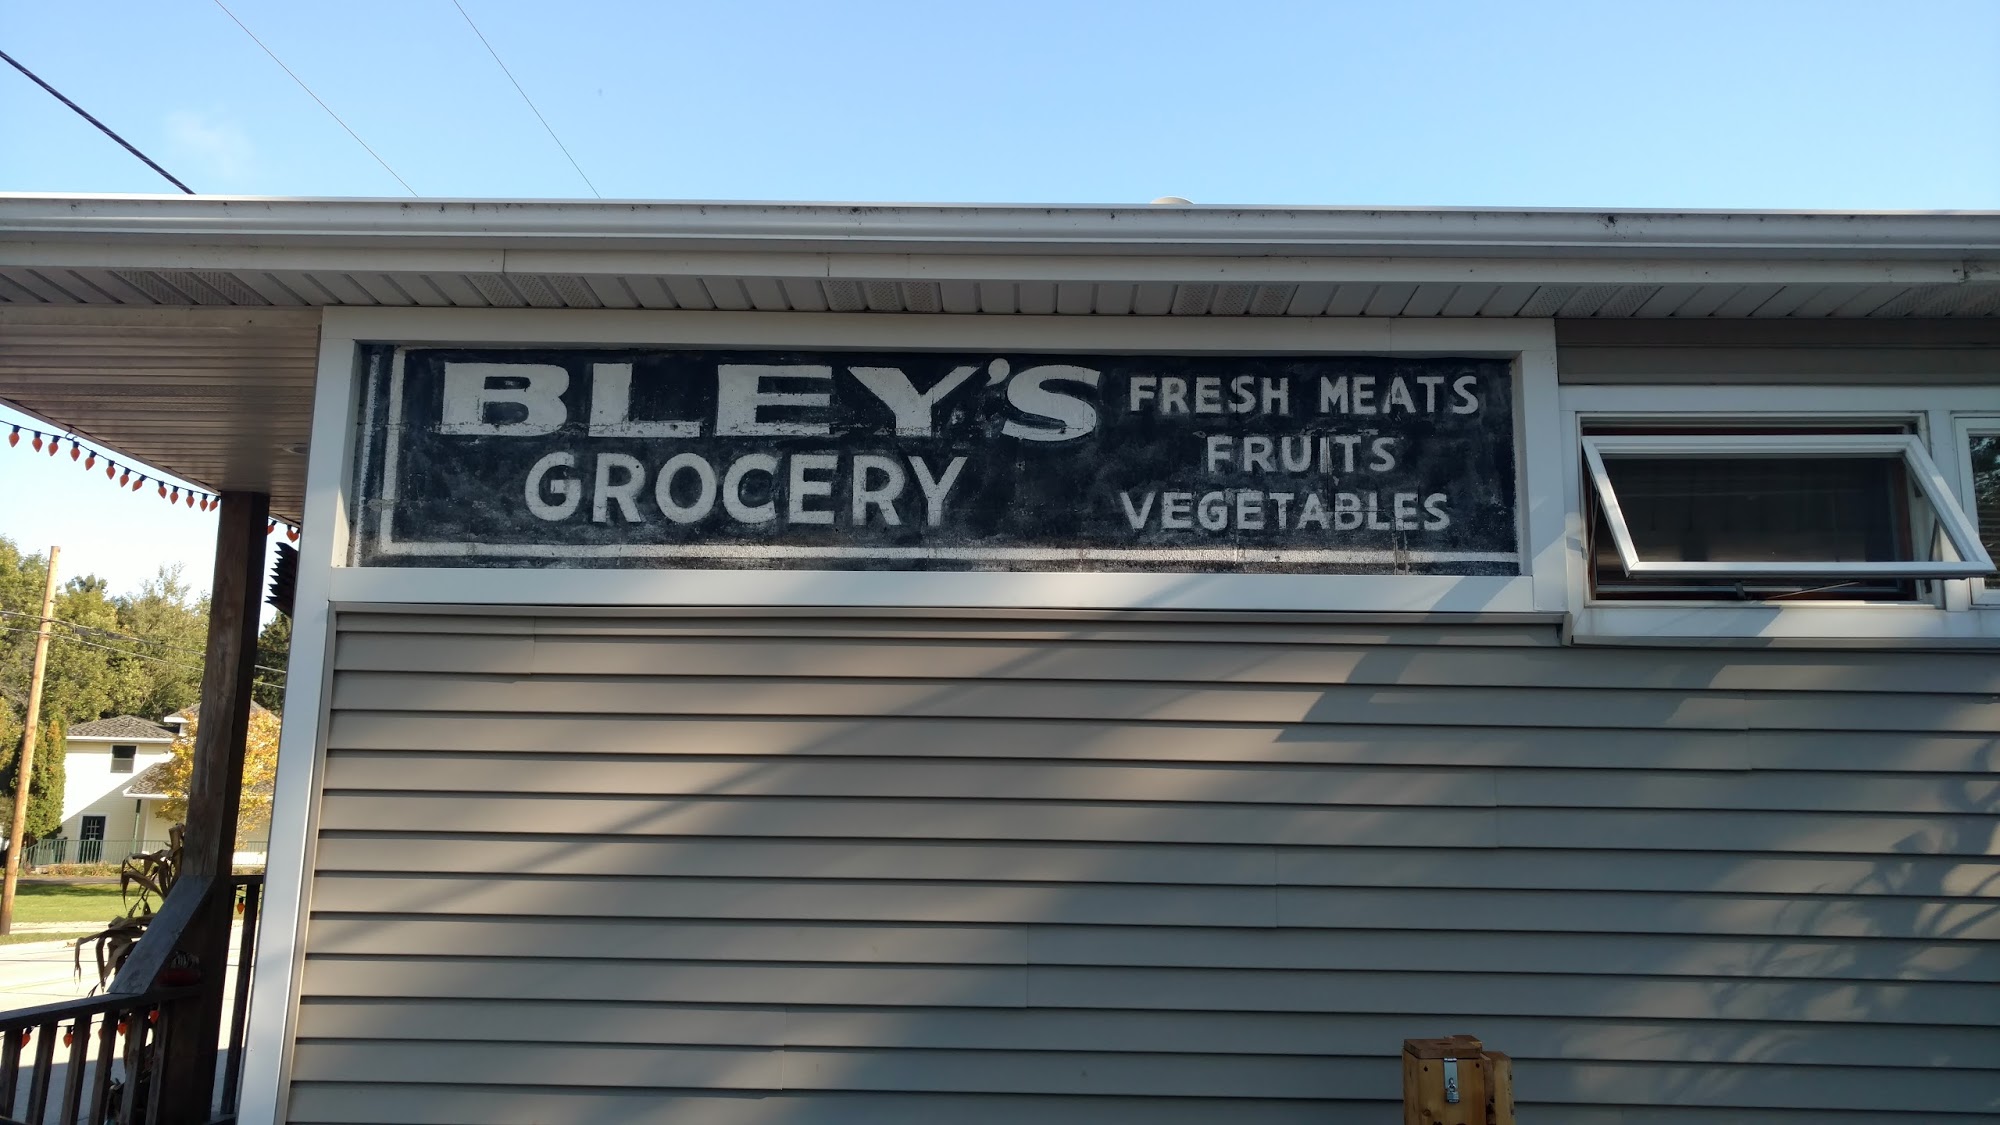 BLEY'S
GROCERY
FRESH MEATS
FRUITS
VEGETABLES